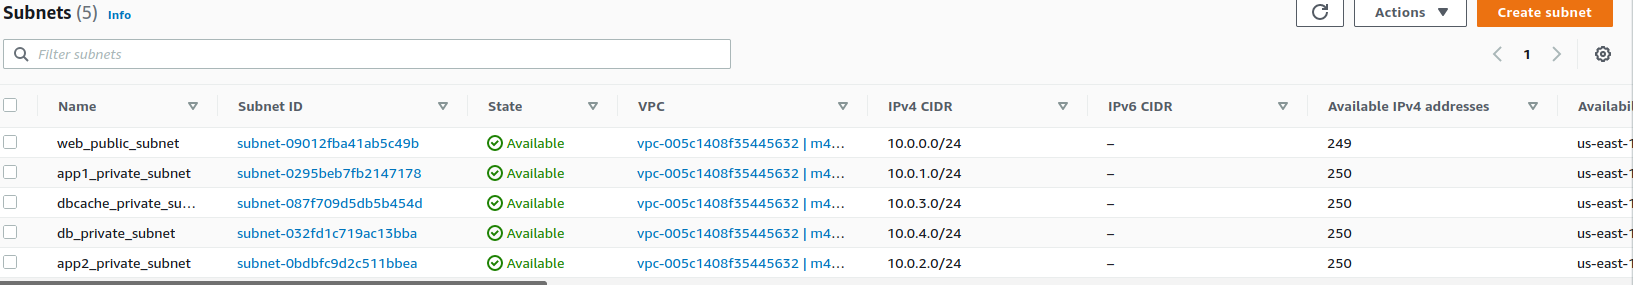 Subnets (5) Info Actions Create subnet
Filter subnets 1
Name Subnet ID State VPC IPv4 CIDR IPv6 CIDR Available IPv4 addresses Availabil
web_public_subnet subnet-09012fba41ab5c49b Available vpc-005c1408f35445632 | m4... 10.0.0.0/24 – 249 us-east-1
app1_private_subnet subnet-0295beb7fb2147178 Available vpc-005c1408f35445632 | m4... 10.0.1.0/24 – 250 us-east-1
dbcache_private_su... subnet-087f709d5db5b454d Available vpc-005c1408f35445632 | m4... 10.0.3.0/24 – 250 us-east-1
db_private_subnet subnet-032fd1c719ac13bba Available vpc-005c1408f35445632 | m4... 10.0.4.0/24 – 250 us-east-1
app2_private_subnet subnet-0bdbfc9d2c511bbea Available vpc-005c1408f35445632 | m4... 10.0.2.0/24 – 250 us-east-1